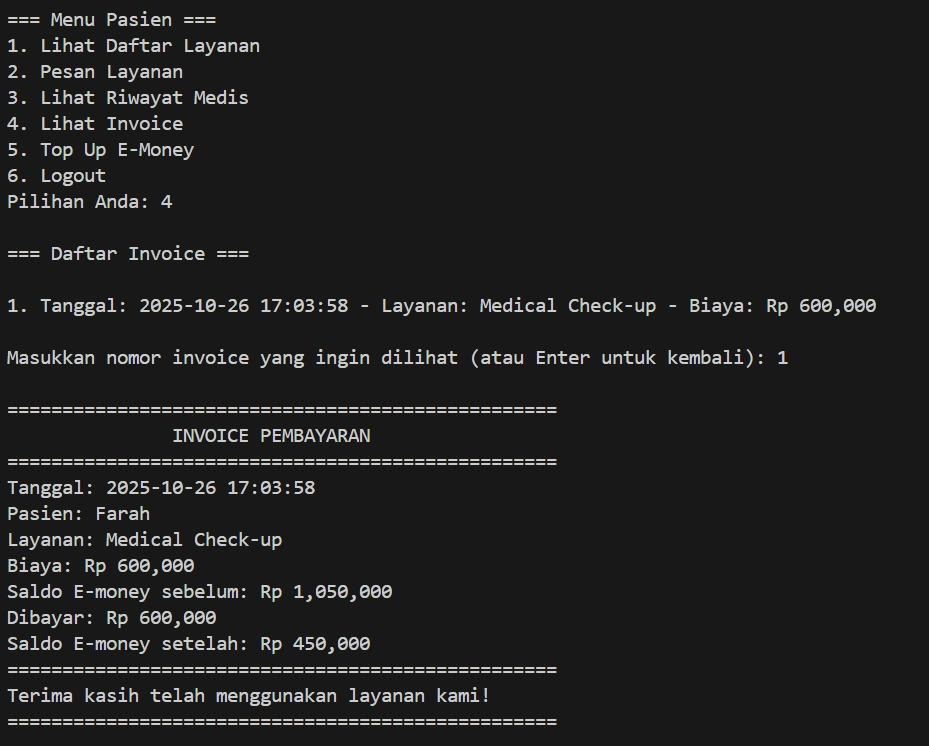 === Menu Pasien ===
1. Lihat Daftar Layanan
2. Pesan Layanan
3. Lihat Riwayat Medis
4. Lihat Invoice
5. Top Up E-Money
6. Logout
Pilihan Anda: 4
=== Daftar Invoice ===
1. Tanggal: 2025-10-26 17:03:58 - Layanan: Medical Check-up - Biaya: Rp 600,000
Masukkan nomor invoice yang ingin dilihat (atau Enter untuk kembali): 1
==================================================
INVOICE PEMBAYARAN
==================================================
Tanggal: 2025-10-26 17:03:58
Pasien: Farah
Layanan: Medical Check-up
Biaya: Rp 600,000
Saldo E-money sebelum: Rp 1,050,000
Dibayar: Rp 600,000
Saldo E-money setelah: Rp 450,000
==================================================
Terima kasih telah menggunakan layanan kami!
==================================================